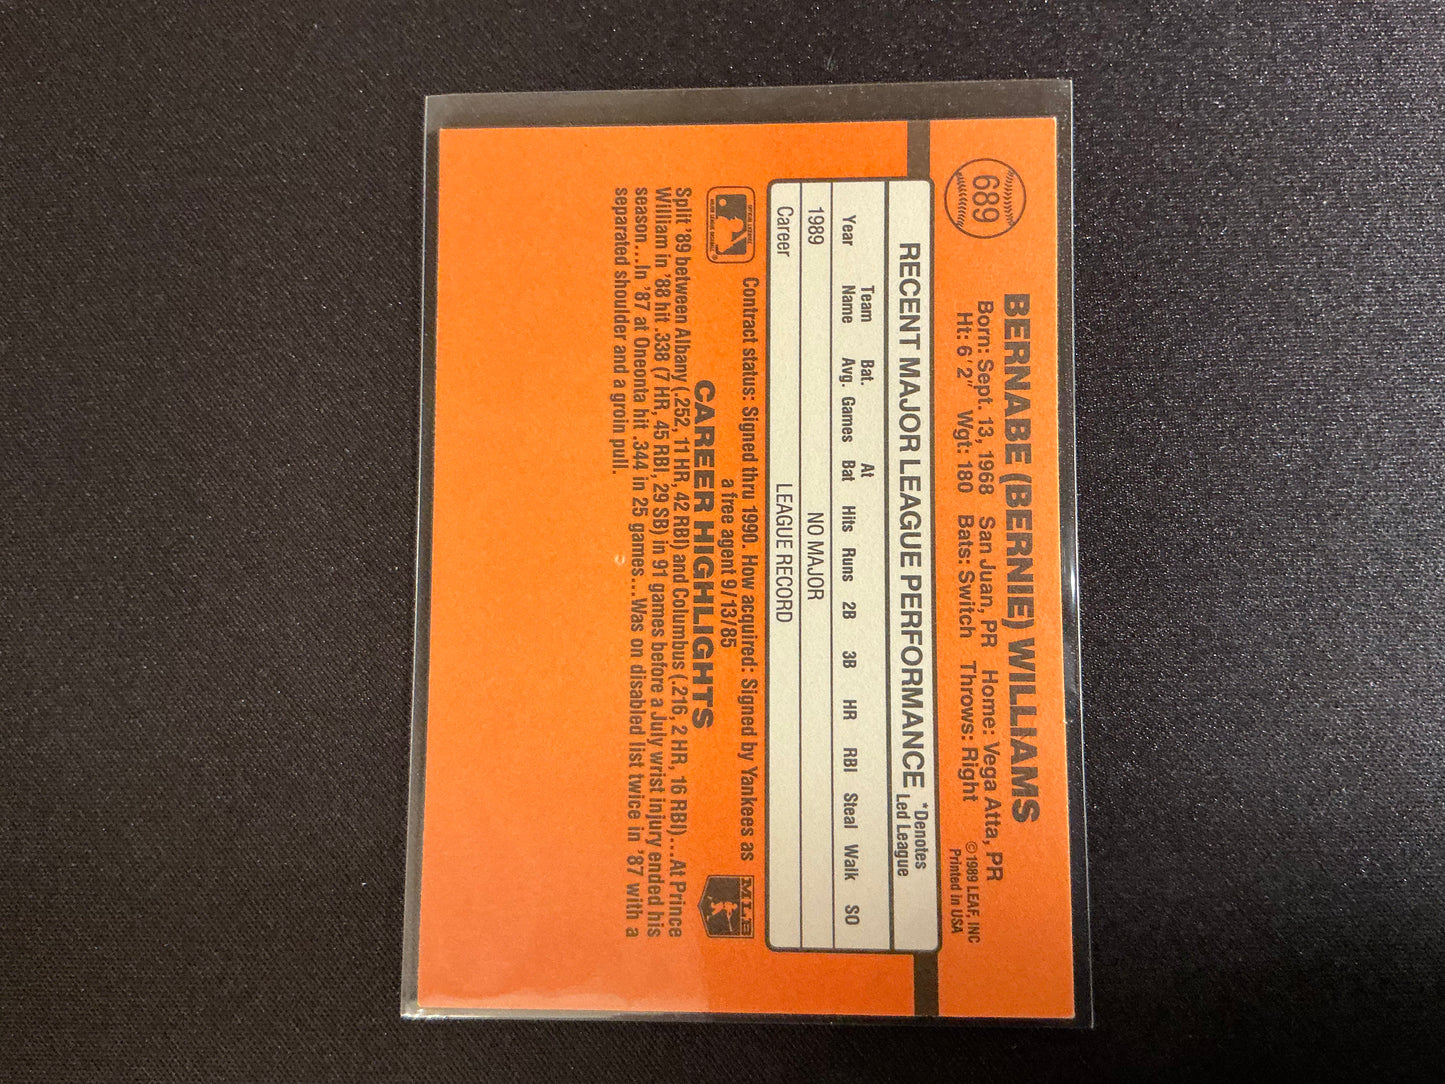 689
BERNABE (BERNIE) WILLIAMS
Born: Sept. 13, 1968 San Juan, PR Home: Vega Atta, PR
Ht: 6'2" Wgt: 180 Bats: Switch Throws: Right
©1989 LEAF, INC
Printed in USA
RECENT MAJOR LEAGUE PERFORMANCE
*Denotes
Led League
Year Team Name Bat. Avg. Games At Bat Hits Runs 2B 3B HR RBI Steal Walk SO
1989 NO MAJOR
Career LEAGUE RECORD
Contract status: Signed thru 1990. How acquired: Signed by Yankees as
a free agent 9/13/85
OFFICIAL LICENSEE
MAJOR LEAGUE BASEBALL
®
MLB
CAREER HIGHLIGHTS
Split '89 between Albany (.252, 11 HR, 42 RBI) and Columbus (.216, 2 HR, 16 RBI)...At Prince
William in '88 hit .338 (7 HR, 45 RBI, 29 SB) in 91 games before a July wrist injury ended his
season...In '87 at Oneonta hit .344 in 25 games...Was on disabled list twice in '87 with a
separated shoulder and a groin pull.